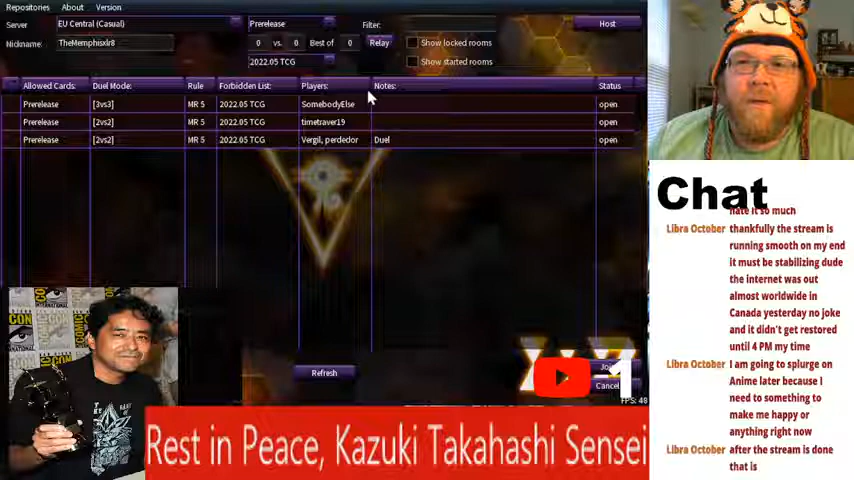 Repositories About Version
Server EU Central (Casual) Prerelease Filter: Host
Nickname: TheMemphisxlr8 0 vs. 0 Best of 0 Relay Show locked rooms
2022.05 TCG Show started rooms
Allowed Cards: Duel Mode: Rule Forbidden List: Players: Notes: Status
Prerelease [3vs3] MR 5 2022.05 TCG SomebodyElse open
Prerelease [2vs2] MR 5 2022.05 TCG timetraver19 open
Prerelease [2vs2] MR 5 2022.05 TCG Vergil, perdedor Duel open
Refresh
Cancel
FPS: 48
Rest in Peace, Kazuki Takahashi Sensei
Chat
hate it so much
Libra October thankfully the stream is
running smooth on my end
it must be stabilizing dude
the internet was out
almost worldwide in
Canada yesterday no joke
and it didn't get restored
until 4 PM my time
Libra October I am going to splurge on
Anime later because I
need to something to
make me happy or
anything right now
Libra October after the stream is done
that is